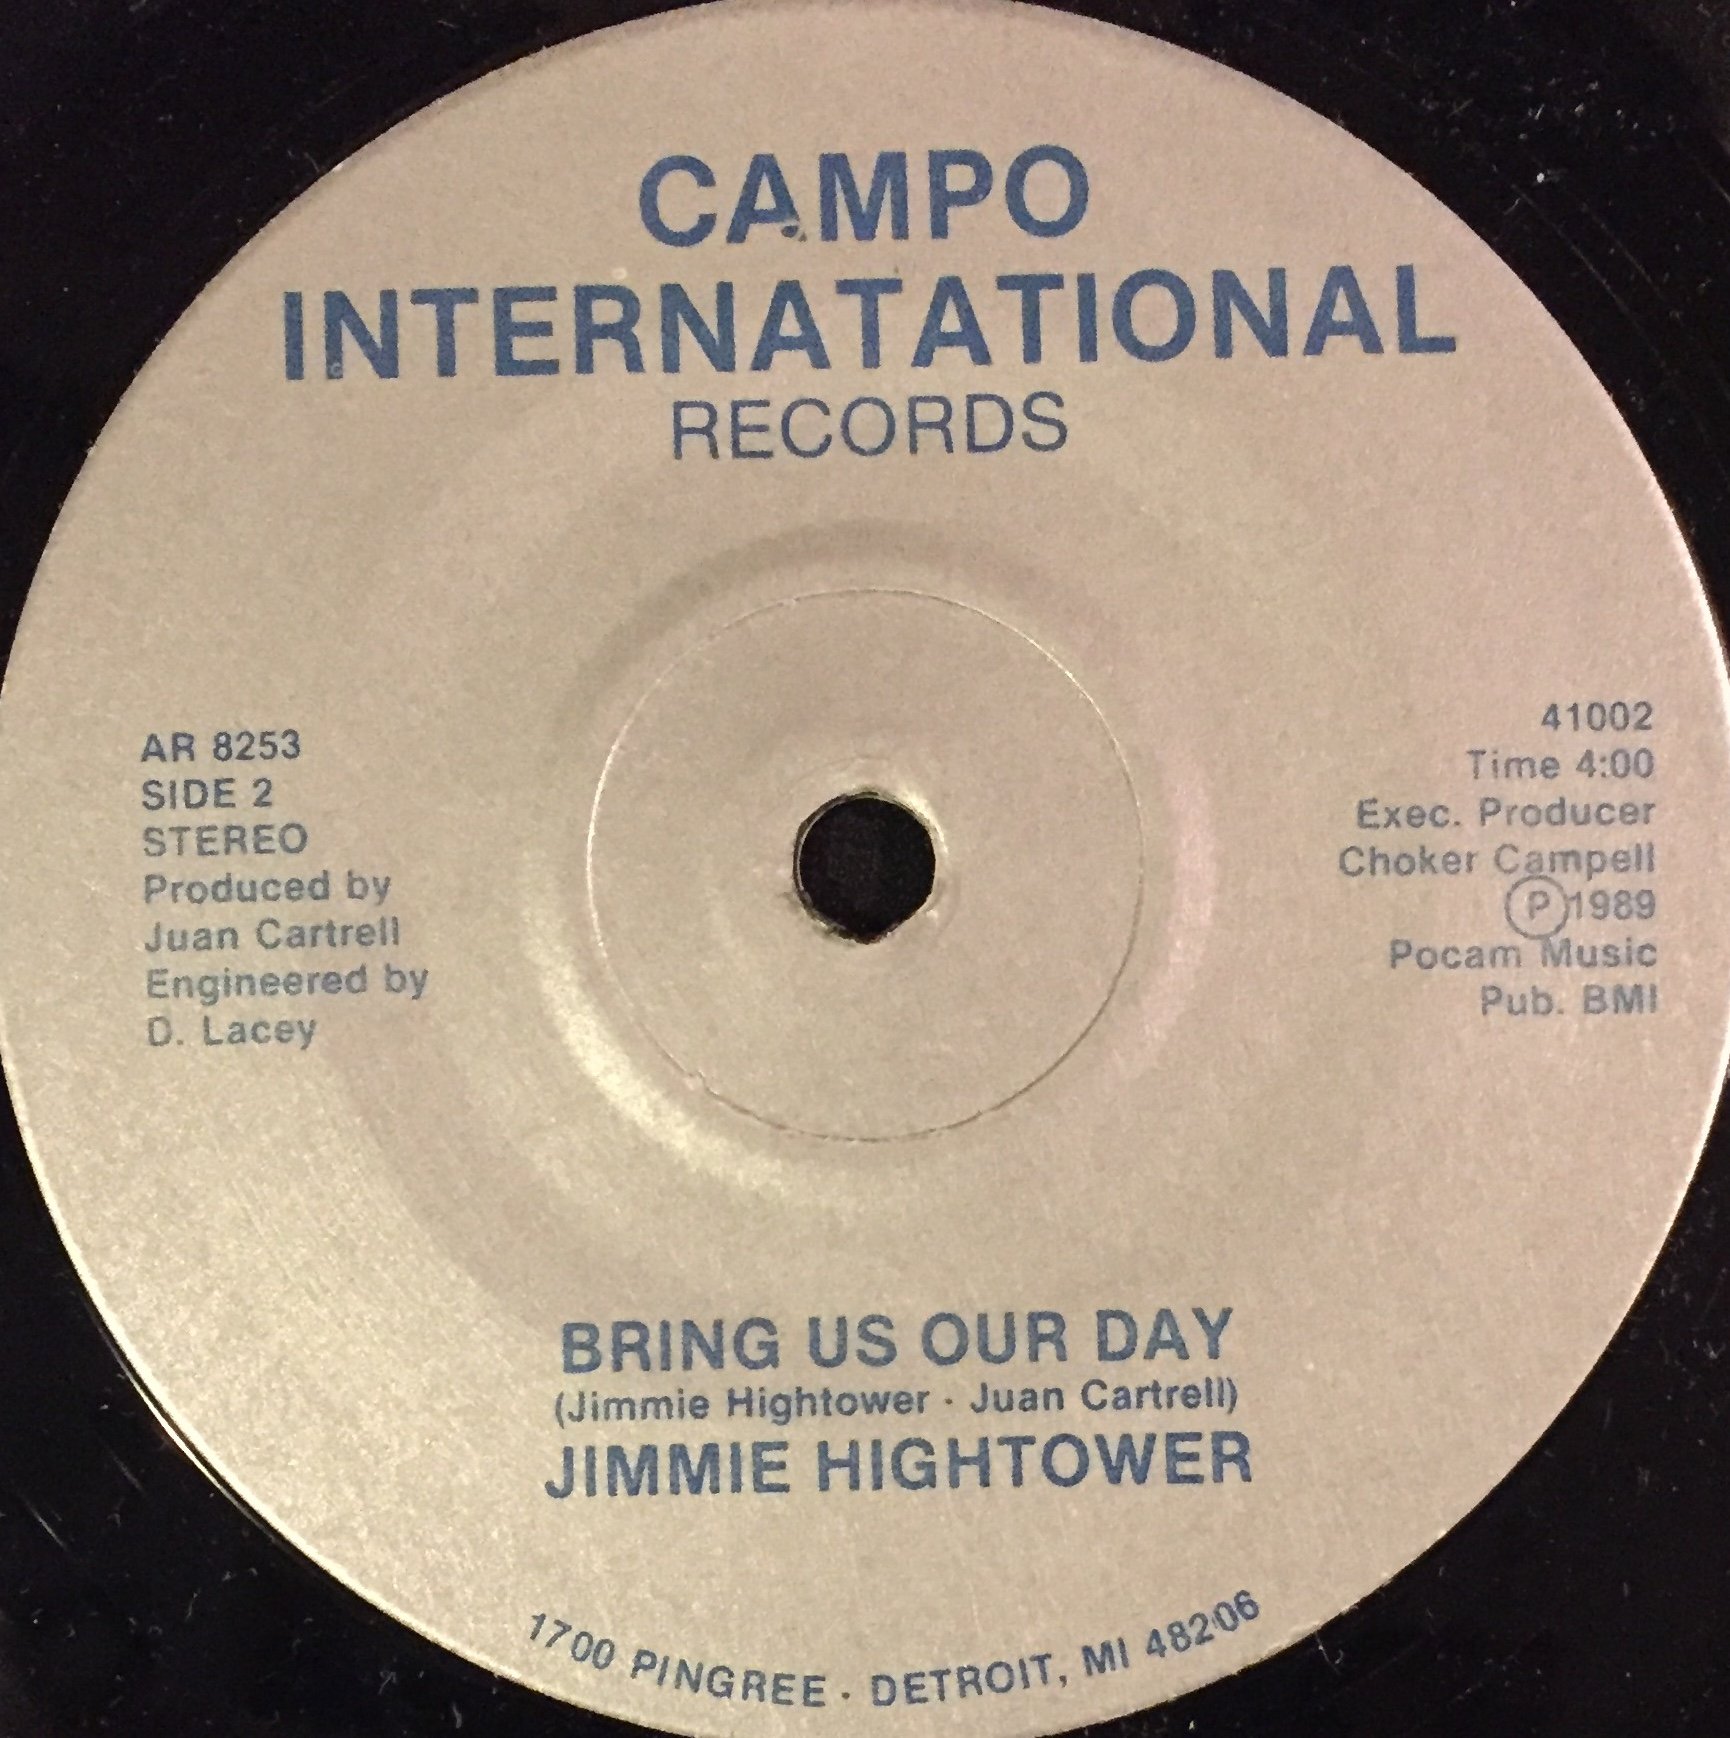 CAMPO
INTERNATATIONAL
RECORDS
AR 8253
SIDE 2
STEREO
Produced by
Juan Cartrell
Engineered by
D. Lacey
41002
Time 4:00
Exec. Producer
Choker Campell
Ⓟ1989
Pocam Music
Pub. BMI
BRING US OUR DAY
(Jimmie Hightower · Juan Cartrell)
JIMMIE HIGHTOWER
1700 PINGREE · DETROIT, MI 48206